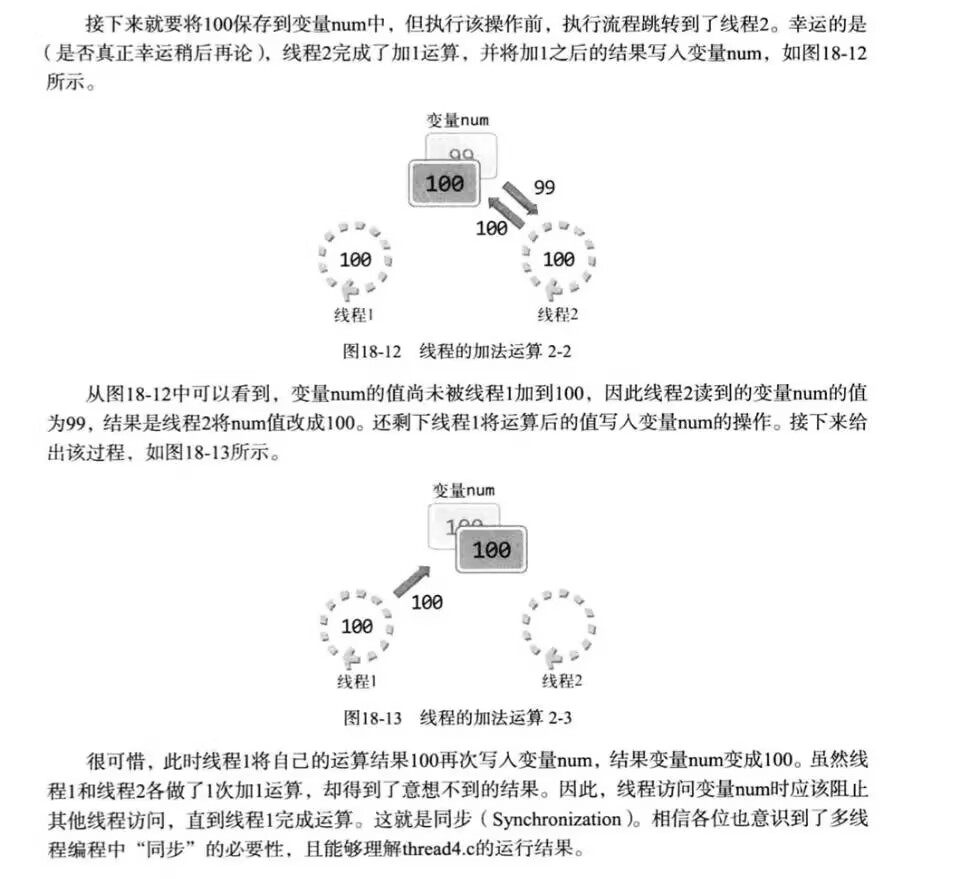 接下来就要将100保存到变量num中，但执行该操作前，执行流程跳转到了线程2。幸运的是
（是否真正幸运稍后再论），线程2完成了加1运算，并将加1之后的结果写入变量num，如图18-12
所示。
变量num
99
100
99
100
100
100
线程1
线程2
图18-12 线程的加法运算 2-2
从图18-12中可以看到，变量num的值尚未被线程1加到100，因此线程2读到的变量num的值
为99，结果是线程2将num值改成100。还剩下线程1将运算后的值写入变量num的操作。接下来给
出该过程，如图18-13所示。
变量num
100
100
100
100
线程1
线程2
图18-13 线程的加法运算 2-3
很可惜，此时线程1将自己的运算结果100再次写入变量num，结果变量num变成100。虽然线
程1和线程2各做了1次加1运算，却得到了意想不到的结果。因此，线程访问变量num时应该阻止
其他线程访问，直到线程1完成运算。这就是同步（Synchronization）。相信各位也意识到了多线
程编程中“同步”的必要性，且能够理解thread4.c的运行结果。